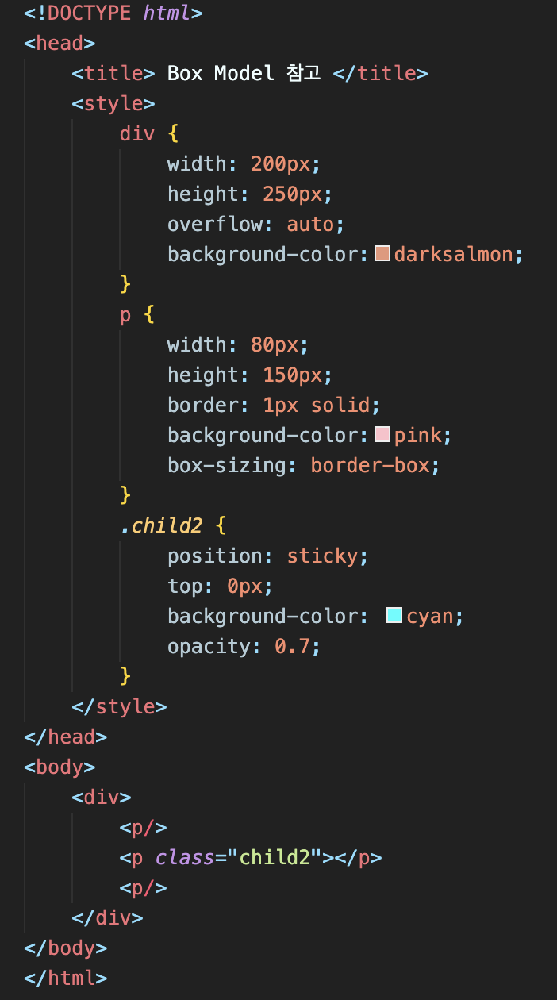 <!DOCTYPE html>
<head>
    <title> Box Model 참고 </title>
    <style>
        div {
            width: 200px;
            height: 250px;
            overflow: auto;
            background-color: darksalmon;
        }
        p {
            width: 80px;
            height: 150px;
            border: 1px solid;
            background-color: pink;
            box-sizing: border-box;
        }
        .child2 {
            position: sticky;
            top: 0px;
            background-color: cyan;
            opacity: 0.7;
        }
    </style>
</head>
<body>
    <div>
        <p/>
        <p class="child2"></p>
        <p/>
    </div>
</body>
</html>